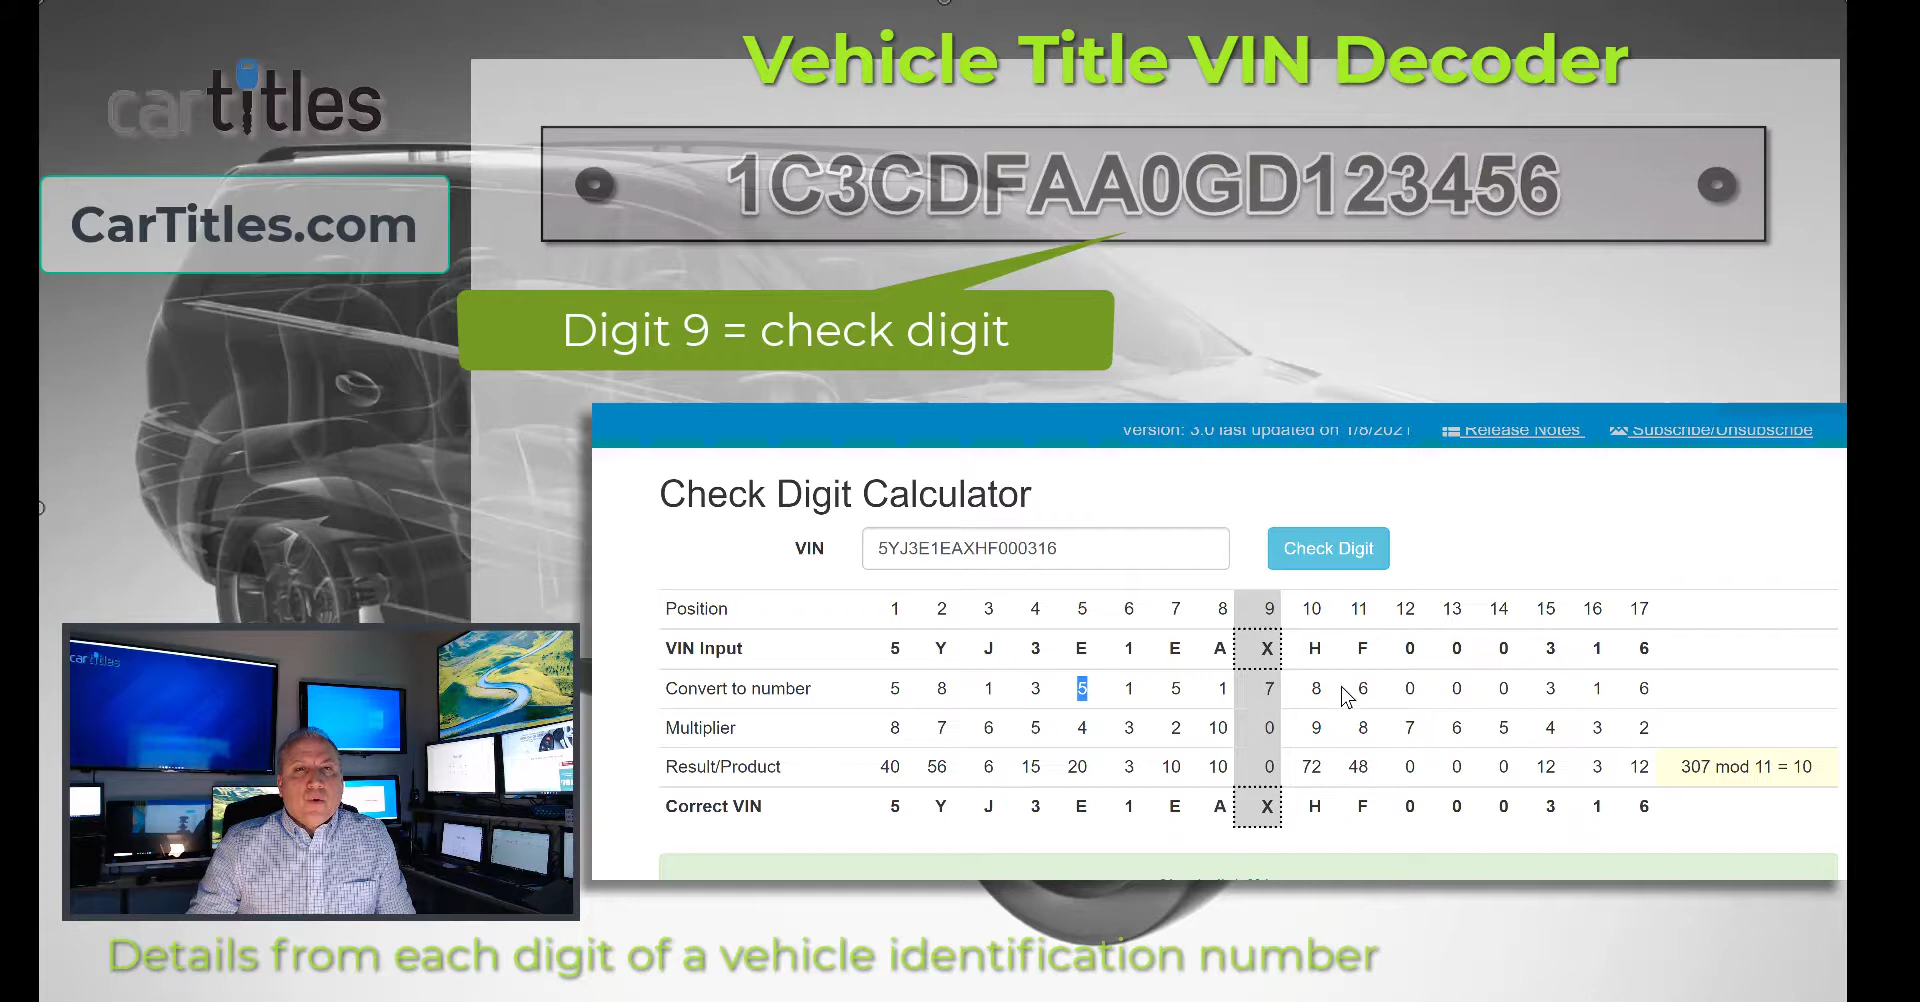 Vehicle Title VIN Decoder
cartitles
1C3CDFAA0GD123456
CarTitles.com
Digit 9 = check digit
Version: 3.0 last updated on 1/8/2021 Release Notes Subscribe/Unsubscribe
Check Digit Calculator
VIN 5YJ3E1EAXHF000316 Check Digit
Position 1 2 3 4 5 6 7 8 9 10 11 12 13 14 15 16 17
VIN Input 5 Y J 3 E 1 E A X H F 0 0 0 3 1 6
Convert to number 5 8 1 3 5 1 5 1 7 8 6 0 0 0 3 1 6
Multiplier 8 7 6 5 4 3 2 10 0 9 8 7 6 5 4 3 2
Result/Product 40 56 6 15 20 3 10 10 0 72 48 0 0 0 12 3 12 307 mod 11 = 10
Correct VIN 5 Y J 3 E 1 E A X H F 0 0 0 3 1 6
cartitles
Details from each digit of a vehicle identification number